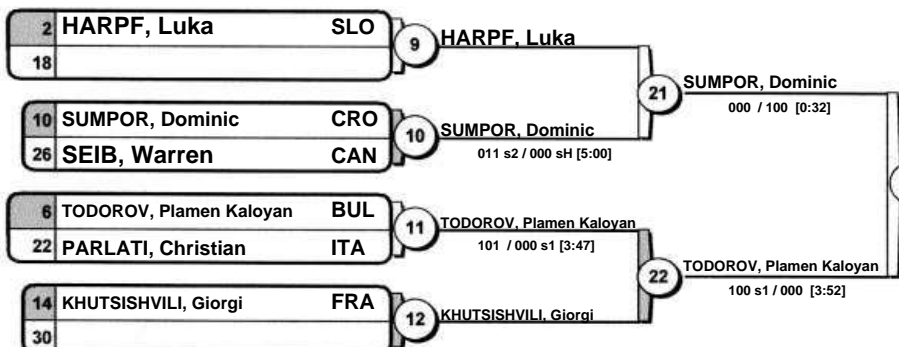 2 HARPF, Luka SLO
18
9
HARPF, Luka
10 SUMPOR, Dominic CRO
26 SEIB, Warren CAN
10
SUMPOR, Dominic
011 s2 / 000 sH [5:00]
21
SUMPOR, Dominic
000 / 100 [0:32]
6 TODOROV, Plamen Kaloyan BUL
22 PARLATI, Christian ITA
11
TODOROV, Plamen Kaloyan
101 / 000 s1 [3:47]
14 KHUTSISHVILI, Giorgi FRA
30
12
KHUTSISHVILI, Giorgi
22
TODOROV, Plamen Kaloyan
100 s1 / 000 [3:52]